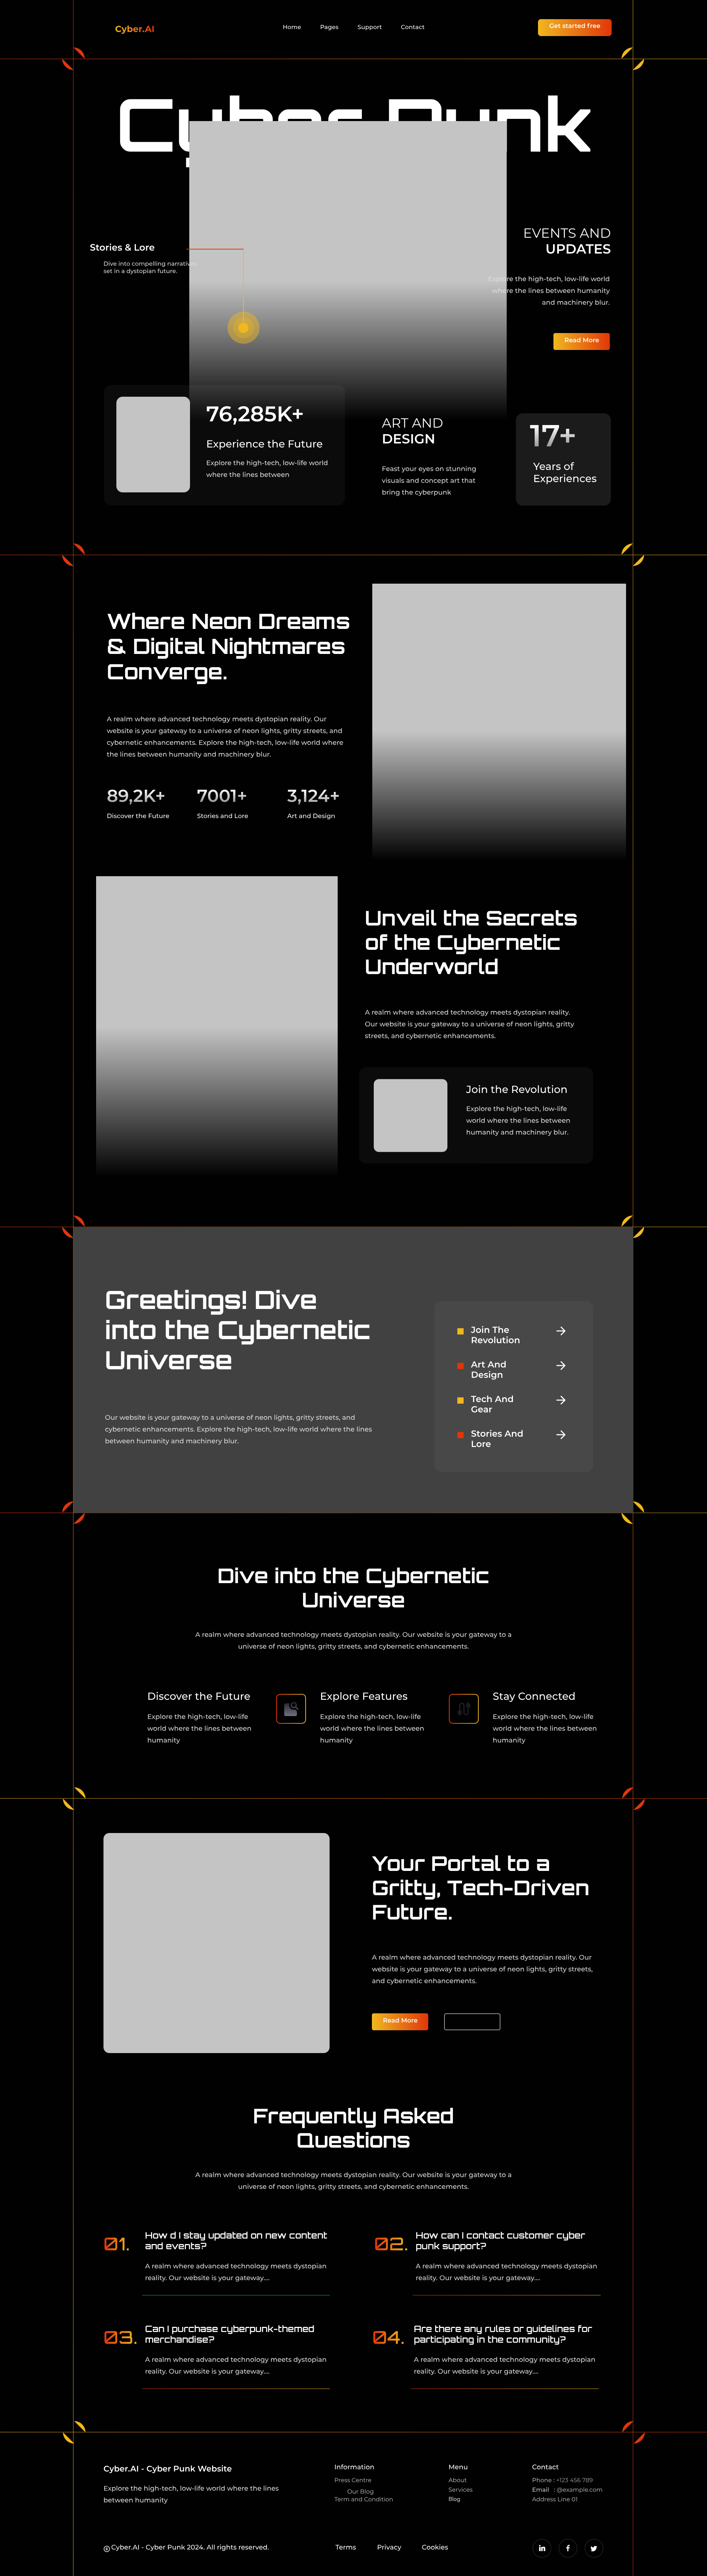 Cyber.AI
Home
Pages
Support
Contact
Get started free
Cyber Punk
Stories & Lore
Dive into compelling narratives
set in a dystopian future.
EVENTS AND
UPDATES
Explore the high-tech, low-life world
where the lines between humanity
and machinery blur.
Read More
76,285K+
Experience the Future
Explore the high-tech, low-life world
where the lines between
ART AND
DESIGN
Feast your eyes on stunning
visuals and concept art that
bring the cyberpunk
17+
Years of
Experiences
Where Neon Dreams
& Digital Nightmares
Converge.
A realm where advanced technology meets dystopian reality. Our
website is your gateway to a universe of neon lights, gritty streets, and
cybernetic enhancements. Explore the high-tech, low-life world where
the lines between humanity and machinery blur.
89,2K+
Discover the Future
7001+
Stories and Lore
3,124+
Art and Design
Unveil the Secrets
of the Cybernetic
Underworld
A realm where advanced technology meets dystopian reality.
Our website is your gateway to a universe of neon lights, gritty
streets, and cybernetic enhancements.
Join the Revolution
Explore the high-tech, low-life
world where the lines between
humanity and machinery blur.
Greetings! Dive
into the Cybernetic
Universe
Our website is your gateway to a universe of neon lights, gritty streets, and
cybernetic enhancements. Explore the high-tech, low-life world where the lines
between humanity and machinery blur.
Join The
Revolution
Art And
Design
Tech And
Gear
Stories And
Lore
Dive into the Cybernetic
Universe
A realm where advanced technology meets dystopian reality. Our website is your gateway to a
universe of neon lights, gritty streets, and cybernetic enhancements.
Discover the Future
Explore the high-tech, low-life
world where the lines between
humanity
Explore Features
Explore the high-tech, low-life
world where the lines between
humanity
Stay Connected
Explore the high-tech, low-life
world where the lines between
humanity
Your Portal to a
Gritty, Tech-Driven
Future.
A realm where advanced technology meets dystopian reality. Our
website is your gateway to a universe of neon lights, gritty streets,
and cybernetic enhancements.
Read More
Frequently Asked
Questions
A realm where advanced technology meets dystopian reality. Our website is your gateway to a
universe of neon lights, gritty streets, and cybernetic enhancements.
01.
How d I stay updated on new content
and events?
A realm where advanced technology meets dystopian
reality. Our website is your gateway....
02.
How can I contact customer cyber
punk support?
A realm where advanced technology meets dystopian
reality. Our website is your gateway....
03.
Can I purchase cyberpunk-themed
merchandise?
A realm where advanced technology meets dystopian
reality. Our website is your gateway....
04.
Are there any rules or guidelines for
participating in the community?
A realm where advanced technology meets dystopian
reality. Our website is your gateway....
Cyber.AI - Cyber Punk Website
Explore the high-tech, low-life world where the lines
between humanity
Information
Press Centre
Our Blog
Term and Condition
Menu
About
Services
Blog
Contact
Phone : +123 456 789
Email : @example.com
Address Line 01
© Cyber.AI - Cyber Punk 2024. All rights reserved.
Terms
Privacy
Cookies